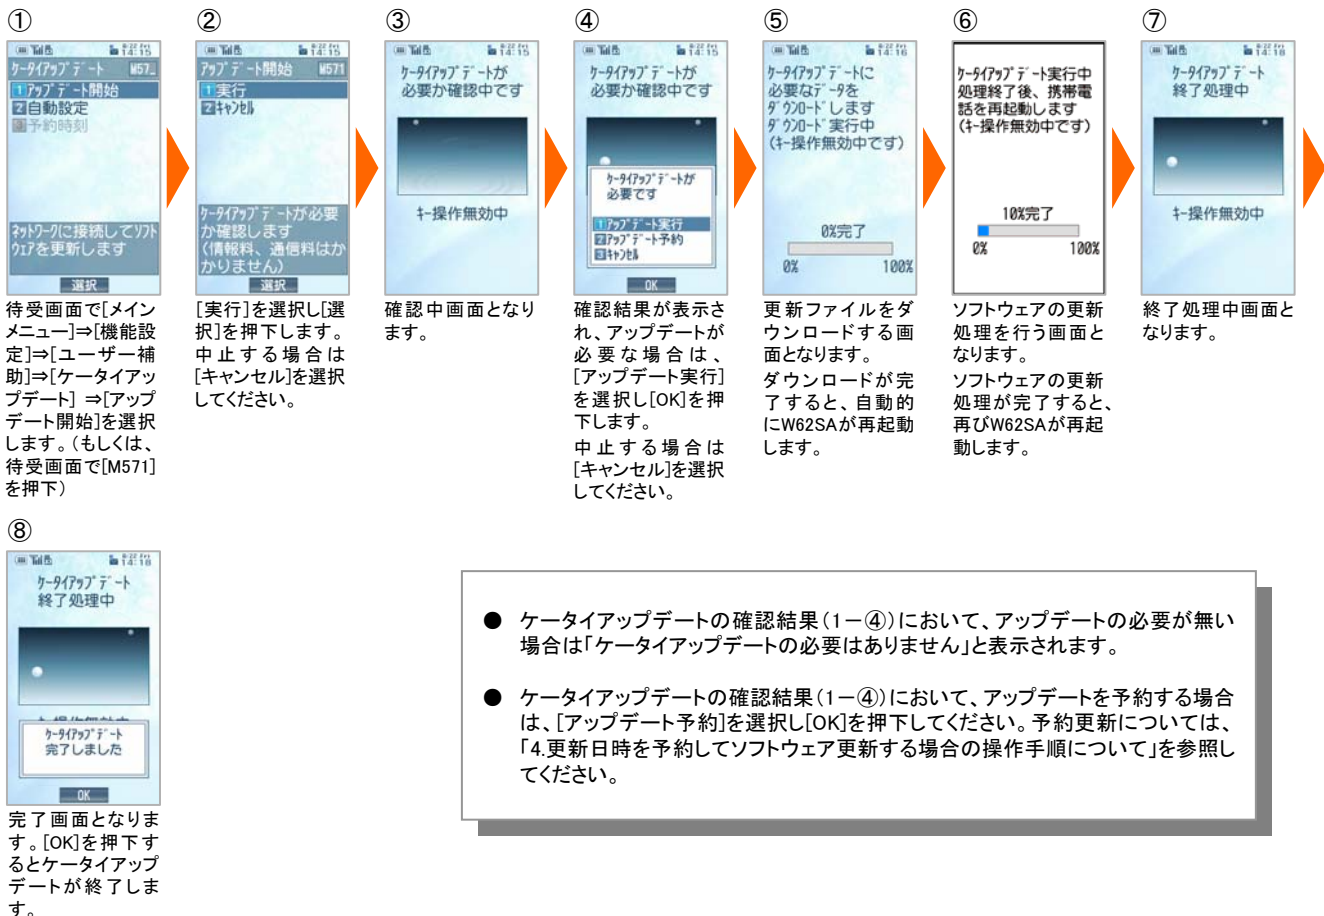 ①
8/22 Fri
14:15
ケータイアップデート M57_
1アップデート開始
2自動設定
3予約時刻
ネットワークに接続してソフト
ウェアを更新します
選択
待受画面で[メイン
メニュー]⇒[機能設
定]⇒[ユーザー補
助]⇒[ケータイアッ
プデート] ⇒[アップ
デート開始]を選択
します。(もしくは、
待受画面で[M571]
を押下)
②
8/22 Fri
14:15
アップデート開始 M571
1実行
2キャンセル
ケータイアップデートが必要
か確認します
(情報料、通信料はか
かりません)
選択
[実行]を選択し[選
択]を押下します。
中止する場合は
[キャンセル]を選択
してください。
③
8/22 Fri
14:15
ケータイアップデートが
必要か確認中です
キー操作無効中
確認中画面となり
ます。
④
8/22 Fri
14:15
ケータイアップデートが
必要か確認中です
ケータイアップデートが
必要です
1アップデート実行
2アップデート予約
3キャンセル
OK
確認結果が表示さ
れ、アップデートが
必要な場合は、
[アップデート実行]
を選択し[OK]を押
下します。
中止する場合は
[キャンセル]を選択
してください。
⑤
8/22 Fri
14:16
ケータイアップデートに
必要なデータを
ダウンロードします
ダウンロード実行中
(キー操作無効中です)
0%完了
0% 100%
更新ファイルをダ
ウンロードする画
面となります。
ダウンロードが完
了すると、自動的
にW62SAが再起動
します。
⑥
ケータイアップデート実行中
処理終了後、携帯電
話を再起動します
(キー操作無効中です)
10%完了
0% 100%
ソフトウェアの更新
処理を行う画面と
なります。
ソフトウェアの更新
処理が完了すると、
再びW62SAが再起
動します。
⑦
8/22 Fri
14:18
ケータイアップデート
終了処理中
キー操作無効中
終了処理中画面と
なります。
⑧
8/22 Fri
14:18
ケータイアップデート
終了処理中
ケータイアップデート
完了しました
OK
完了画面となりま
す。[OK]を押下す
るとケータイアップ
デートが終了しま
す。
● ケータイアップデートの確認結果(1－④)において、アップデートの必要が無い
場合は「ケータイアップデートの必要はありません」と表示されます。
● ケータイアップデートの確認結果(1－④)において、アップデートを予約する場合
は、[アップデート予約]を選択し[OK]を押下してください。予約更新については、
「4.更新日時を予約してソフトウェア更新する場合の操作手順について」を参照し
てください。